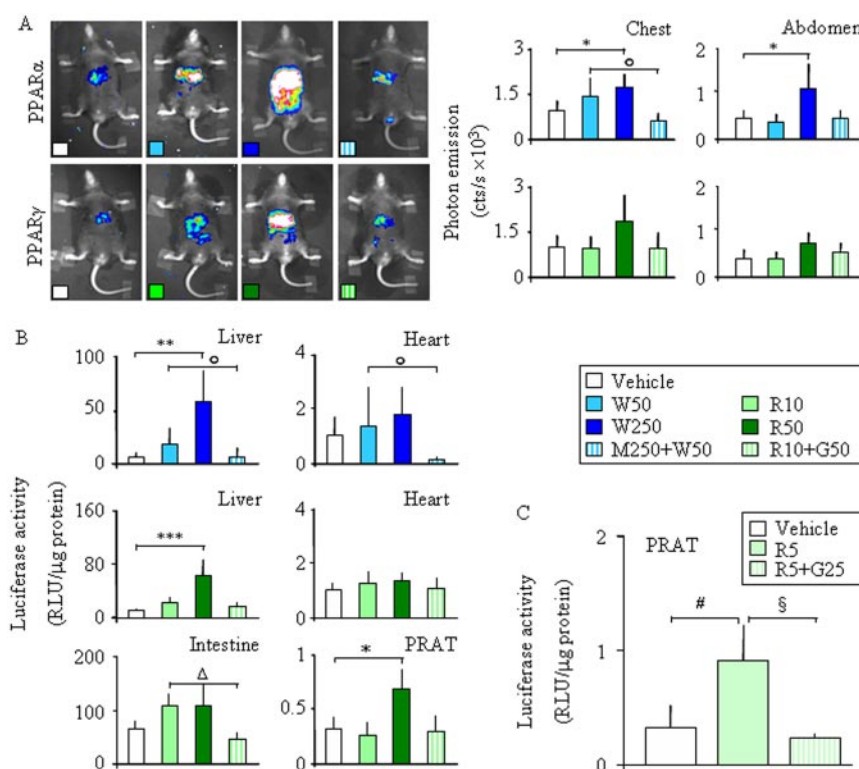 A
PPARα
PPARγ
Photon emission
(cts/s ×10³)
Chest
3
1.5
0
*
Abdomen
2
1
0
*
3
1.5
0
2
1
0
B
Luciferase activity
(RLU/µg protein)
Liver
100
50
0
**
Heart
4
2
0
Liver
160
80
0
***
Heart
4
2
0
Intestine
200
100
0
Δ
PRAT
1
0.5
0
*
Vehicle
W50
W250
M250+W50
R10
R50
R10+G50
C
PRAT
Luciferase activity
(RLU/µg protein)
2
1
0
#
§
Vehicle
R5
R5+G25